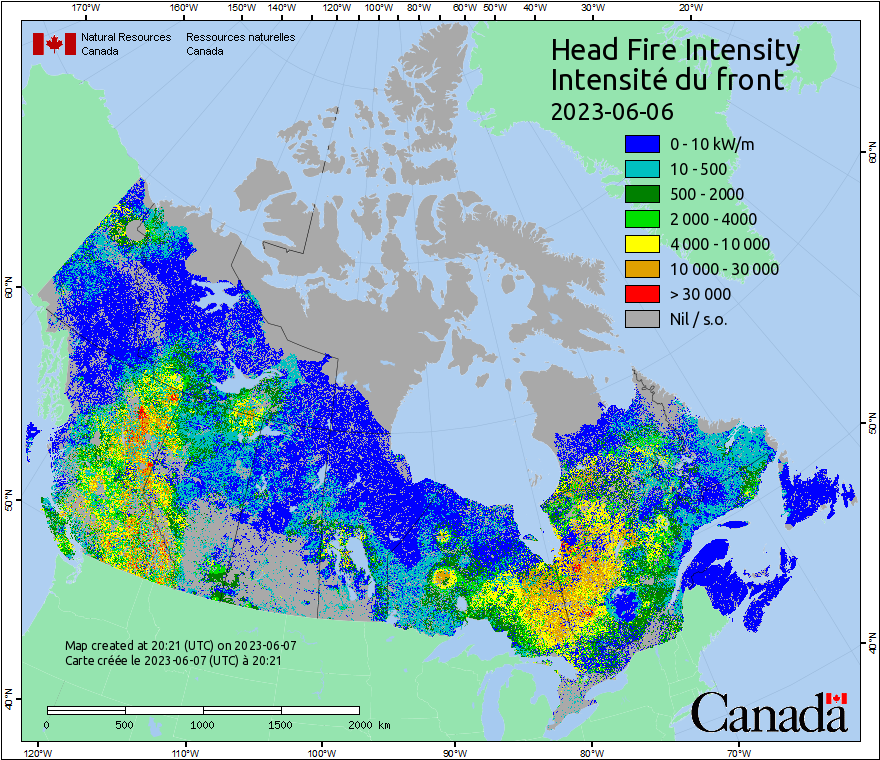 170°W 160°W 150°W 140°W 130°W 120°W 110°W 100°W 80°W 60°W 50°W 40°W 30°W 20°W
Natural Resources Ressources naturelles
Canada Canada
Head Fire Intensity
Intensité du front
2023-06-06
0 - 10 kW/m
10 - 500
500 - 2000
2 000 - 4000
4 000 - 10 000
10 000 - 30 000
> 30 000
Nil / s.o.
60°N
50°N
40°N
60°N
50°N
40°N
Map created at 20:21 (UTC) on 2023-06-07
Carte créée le 2023-06-07 (UTC) à 20:21
0 500 1000 1500 2000 km
Canada
120°W 110°W 100°W 90°W 80°W 70°W